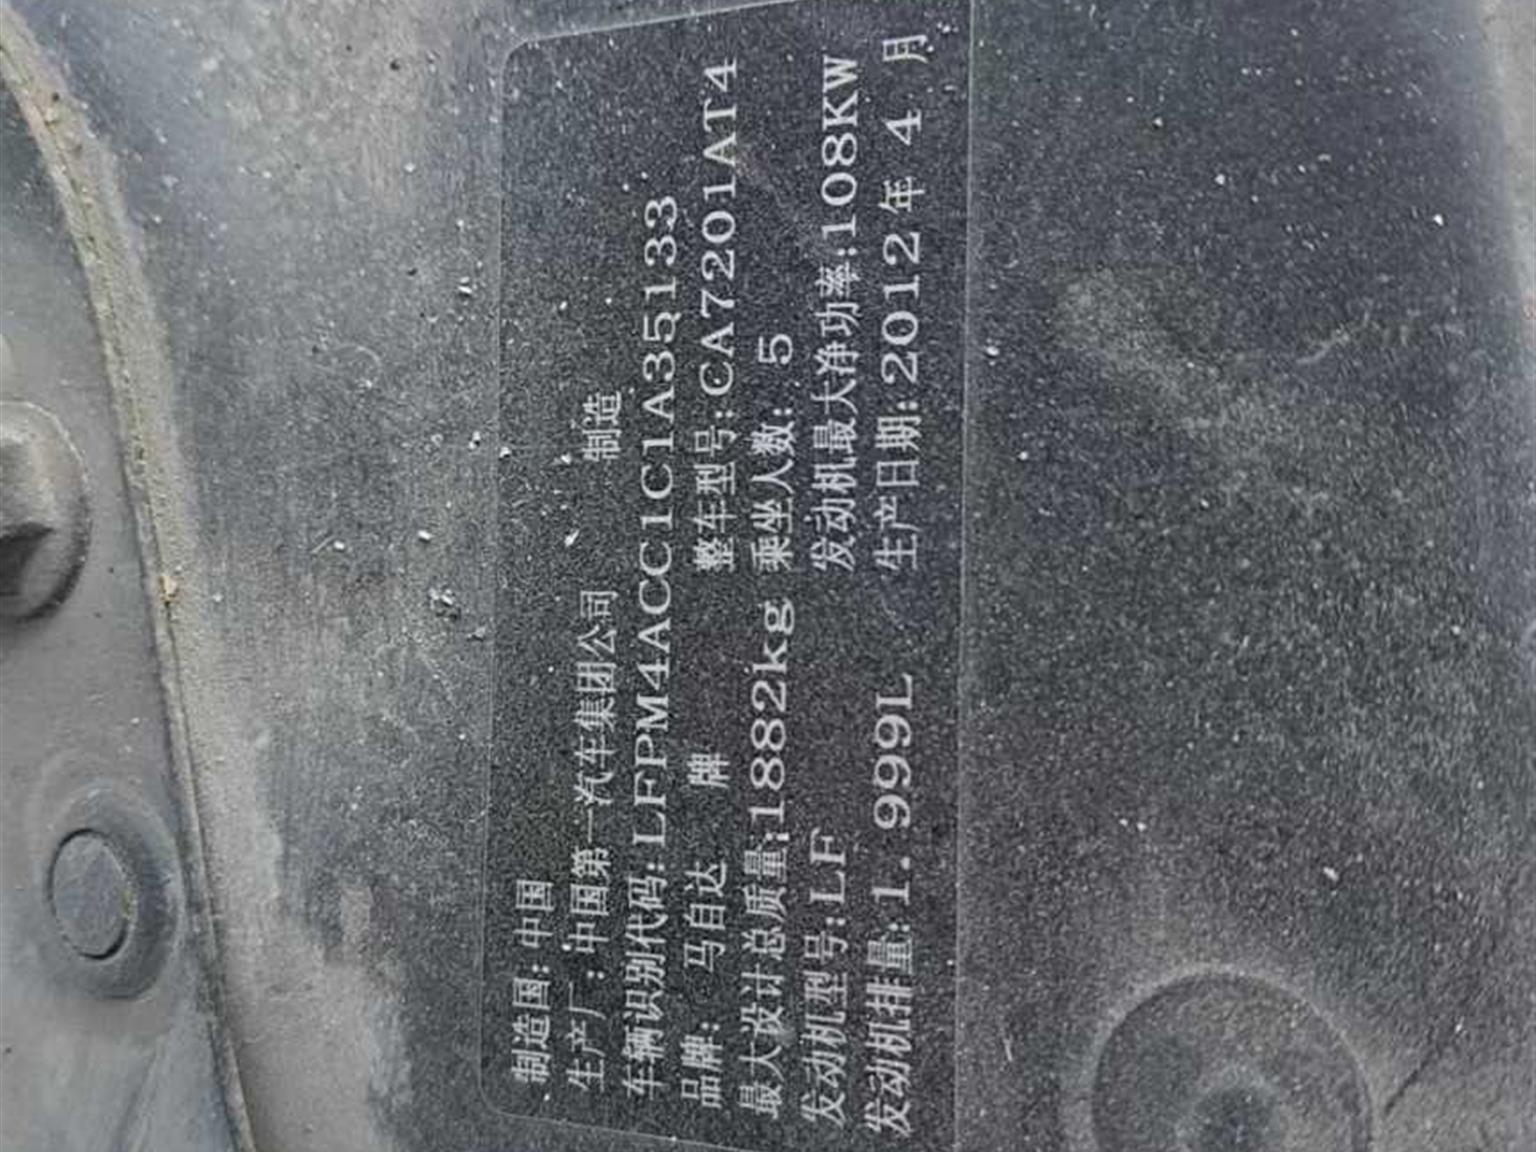 制造国: 中国
生产厂: 中国第一汽车集团公司 制造
车辆识别代码:LFPM4ACC1C1A35133
品牌: 马自达 牌 整车型号:CA7201AT4
最大设计总质量:1882kg 乘坐人数: 5
发动机型号:LF 发动机最大净功率:108KW
发动机排量:1.999L 生产日期:2012年 4 月